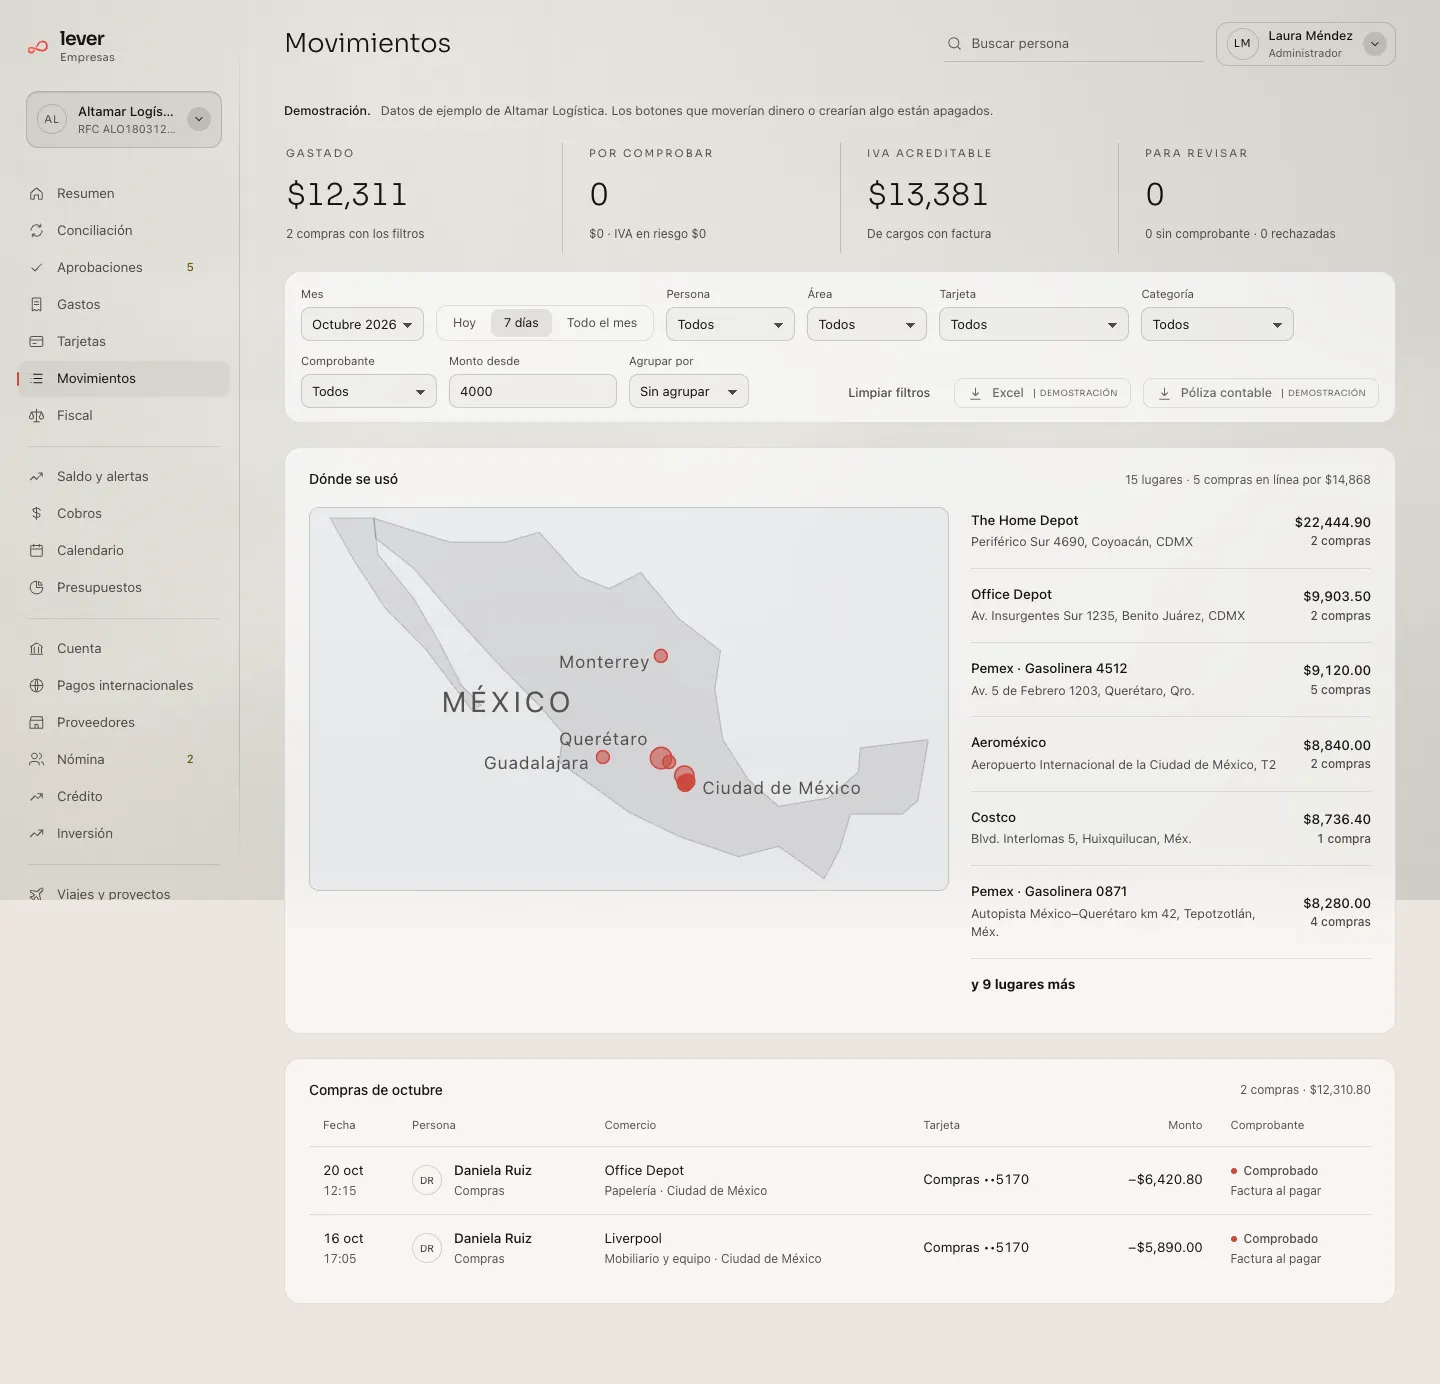 lever
Empresas
AL
Altamar Logís...
RFC ALO180312...
Resumen
Conciliación
Aprobaciones 5
Gastos
Tarjetas
Movimientos
Fiscal
Saldo y alertas
Cobros
Calendario
Presupuestos
Cuenta
Pagos internacionales
Proveedores
Nómina 2
Crédito
Inversión
Viajes y proyectos
Movimientos
Buscar persona
LM
Laura Méndez
Administrador
Demostración. Datos de ejemplo de Altamar Logística. Los botones que moverían dinero o crearían algo están apagados.
GASTADO
$12,311
2 compras con los filtros
POR COMPROBAR
0
$0 · IVA en riesgo $0
IVA ACREDITABLE
$13,381
De cargos con factura
PARA REVISAR
0
0 sin comprobante · 0 rechazadas
Mes
Octubre 2026
Hoy 7 días Todo el mes
Persona
Todos
Área
Todos
Tarjeta
Todos
Categoría
Todos
Comprobante
Todos
Monto desde
4000
Agrupar por
Sin agrupar
Limpiar filtros
Excel | DEMOSTRACIÓN
Póliza contable | DEMOSTRACIÓN
Dónde se usó
15 lugares · 5 compras en línea por $14,868
Monterrey
MÉXICO
Querétaro
Guadalajara
Ciudad de México
The Home Depot $22,444.90
Periférico Sur 4690, Coyoacán, CDMX 2 compras
Office Depot $9,903.50
Av. Insurgentes Sur 1235, Benito Juárez, CDMX 2 compras
Pemex · Gasolinera 4512 $9,120.00
Av. 5 de Febrero 1203, Querétaro, Qro. 5 compras
Aeroméxico $8,840.00
Aeropuerto Internacional de la Ciudad de México, T2 2 compras
Costco $8,736.40
Blvd. Interlomas 5, Huixquilucan, Méx. 1 compra
Pemex · Gasolinera 0871 $8,280.00
Autopista México–Querétaro km 42, Tepotzotlán, 4 compras
Méx.
y 9 lugares más
Compras de octubre
2 compras · $12,310.80
Fecha Persona Comercio Tarjeta Monto Comprobante
20 oct
12:15
DR
Daniela Ruiz
Compras
Office Depot
Papelería · Ciudad de México
Compras ··5170
−$6,420.80
Comprobado
Factura al pagar
16 oct
17:05
DR
Daniela Ruiz
Compras
Liverpool
Mobiliario y equipo · Ciudad de México
Compras ··5170
−$5,890.00
Comprobado
Factura al pagar